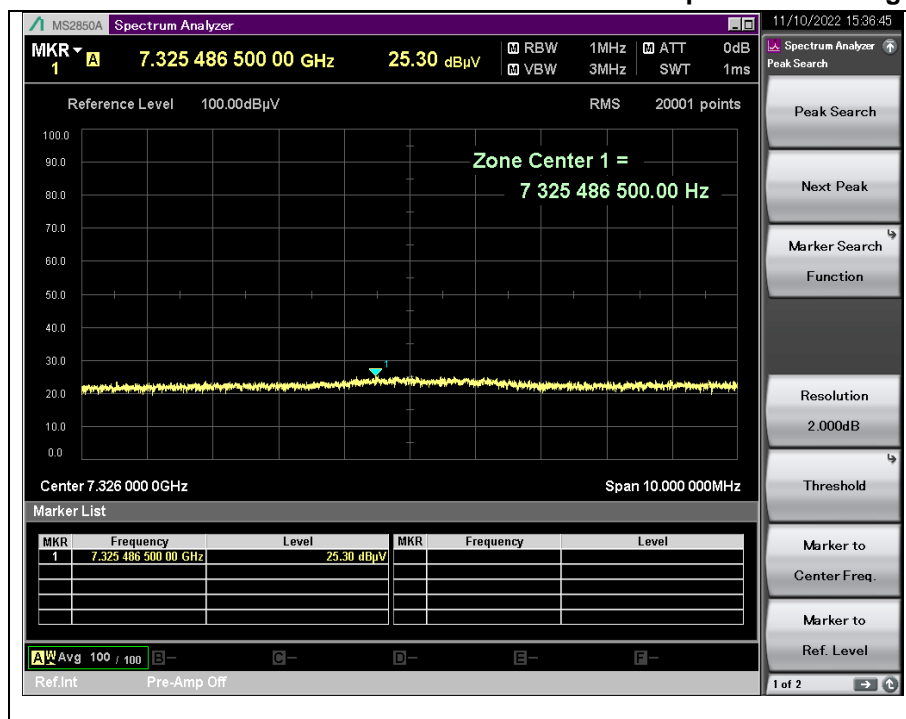 MS2850A Spectrum Analyzer
11/10/2022 15:36:45
MKR
1
A
7.325 486 500 00 GHz
25.30 dBµV
M RBW 1MHz M ATT 0dB
M VBW 3MHz SWT 1ms
Reference Level 100.00dBµV
RMS 20001 points
100.0
90.0
80.0
70.0
60.0
50.0
40.0
30.0
20.0
10.0
0.0
Zone Center 1 =
7 325 486 500.00 Hz
1
Center 7.326 000 0GHz
Span 10.000 000MHz
Marker List
MKR Frequency Level MKR Frequency Level
1 7.325 486 500 00 GHz 25.30 dBµV
A W Avg 100 / 100 B— C— D— E— F—
Ref.Int Pre-Amp Off
Spectrum Analyzer
Peak Search
Peak Search
Next Peak
Marker Search
Function
Resolution
2.000dB
Threshold
Marker to
Center Freq.
Marker to
Ref. Level
1 of 2